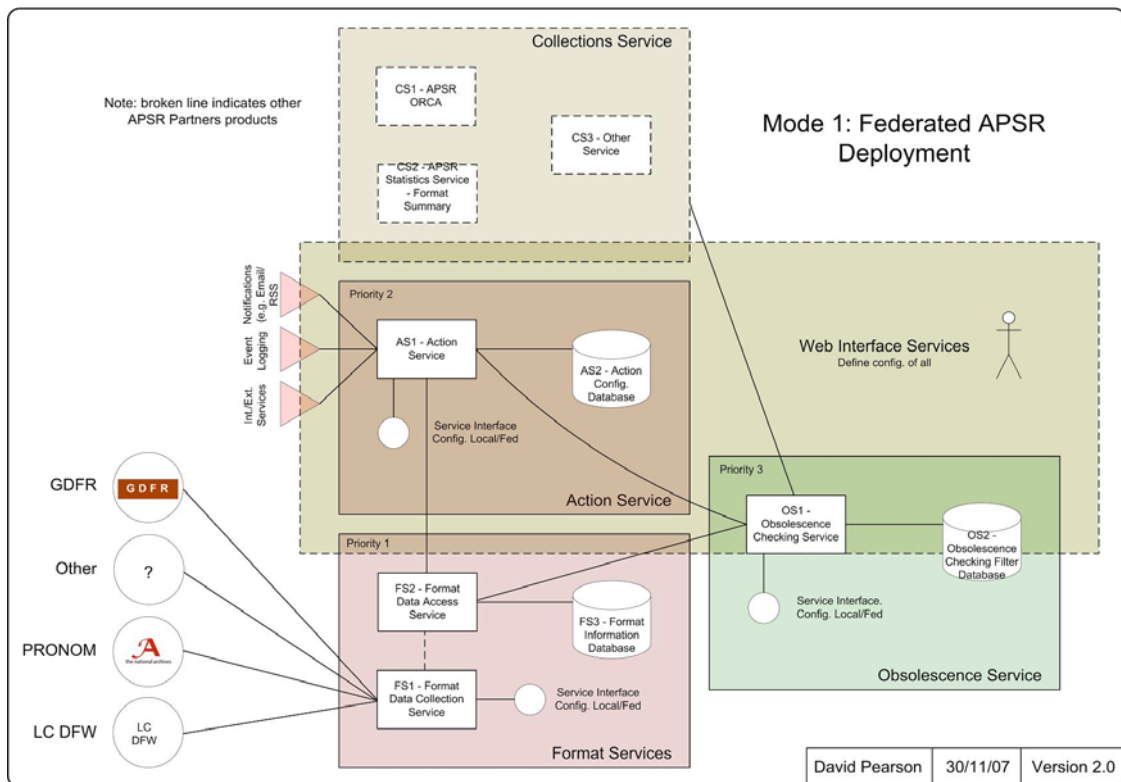 Collections Service
Note: broken line indicates other
APSR Partners products
CS1 - APSR
ORCA
CS3 - Other
Service
CS2 - APSR
Statistics Service
- Format
Summary
Mode 1: Federated APSR
Deployment
Notifications
(e.g. Email/
RSS
Event
Logging
Int./Ext.
Services
Priority 2
AS1 - Action
Service
AS2 - Action
Config.
Database
Service Interface
Config. Local/Fed
Action Service
Web Interface Services
Define config. of all
Priority 3
OS1 -
Obsolescence
Checking Service
OS2 -
Obsolescence
Checking Filter
Database
Service Interface.
Config. Local/Fed
Obsolescence Service
GDFR
G D F R
Other
?
PRONOM
A
the national archives
LC DFW
LC
DFW
Priority 1
FS2 - Format
Data Access
Service
FS3 - Format
Information
Database
FS1 - Format
Data Collection
Service
Service Interface
Config. Local/Fed
Format Services
David Pearson
30/11/07
Version 2.0